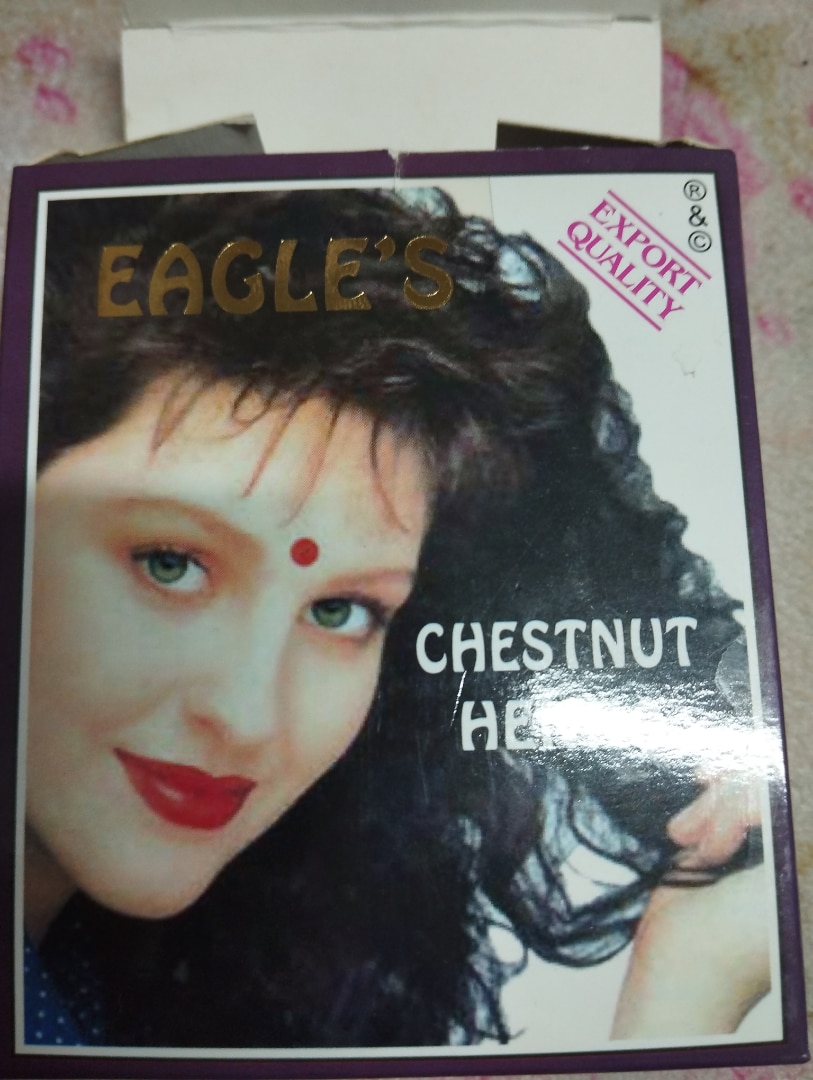 EAGLE'S
EXPORT
QUALITY
® & ©
CHESTNUT